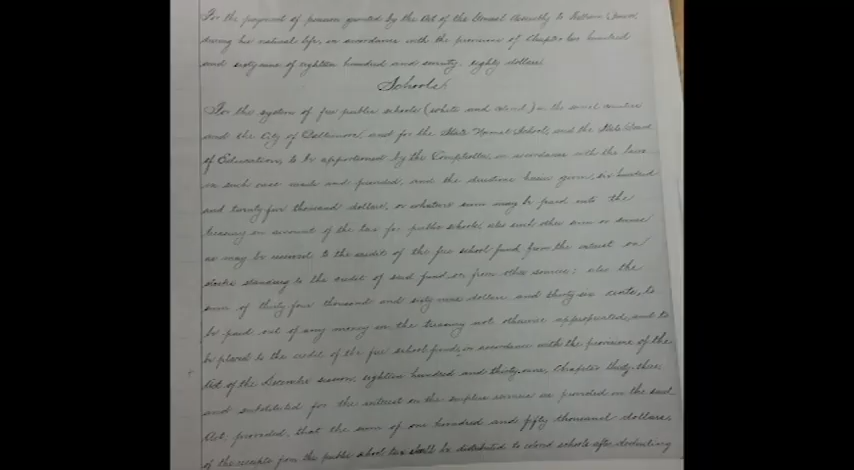 For the payment of pension granted by the Act of the General Assembly to William
during his natural life, in accordance with the provisions of Chapter two hundred
and sixty nine of eighteen hundred and seventy, eighty dollars
Schools.
For the system of free public schools (white and colored) in the several counties
and the City of Baltimore, and for the State Normal School, and the State Board
of Education, to be apportioned by the Comptroller, in accordance with the laws
in such case made and provided, and the directions herein given, six hundred
and twenty five thousand dollars, or whatever sum may be paid into the
treasury on account of the tax for public schools, also such other sum or sums
as may be received to the credit of the free school fund, from the interest on
stocks standing to the credit of said fund or from other sources; also the
sum of thirty four thousand and sixty nine dollars and thirty six cents, to
be paid out of any money in the treasury not otherwise appropriated, and to
be placed to the credit of the free school fund, in accordance with the provisions of the
Act of the December session, eighteen hundred and thirty nine, Chapter thirty three,
and substituted for the interest on the surplus revenue as provided in the said
Act, provided, that the sum of one hundred and fifty thousand dollars
of the receipts from the public school tax shall be distributed to colored schools after deducting